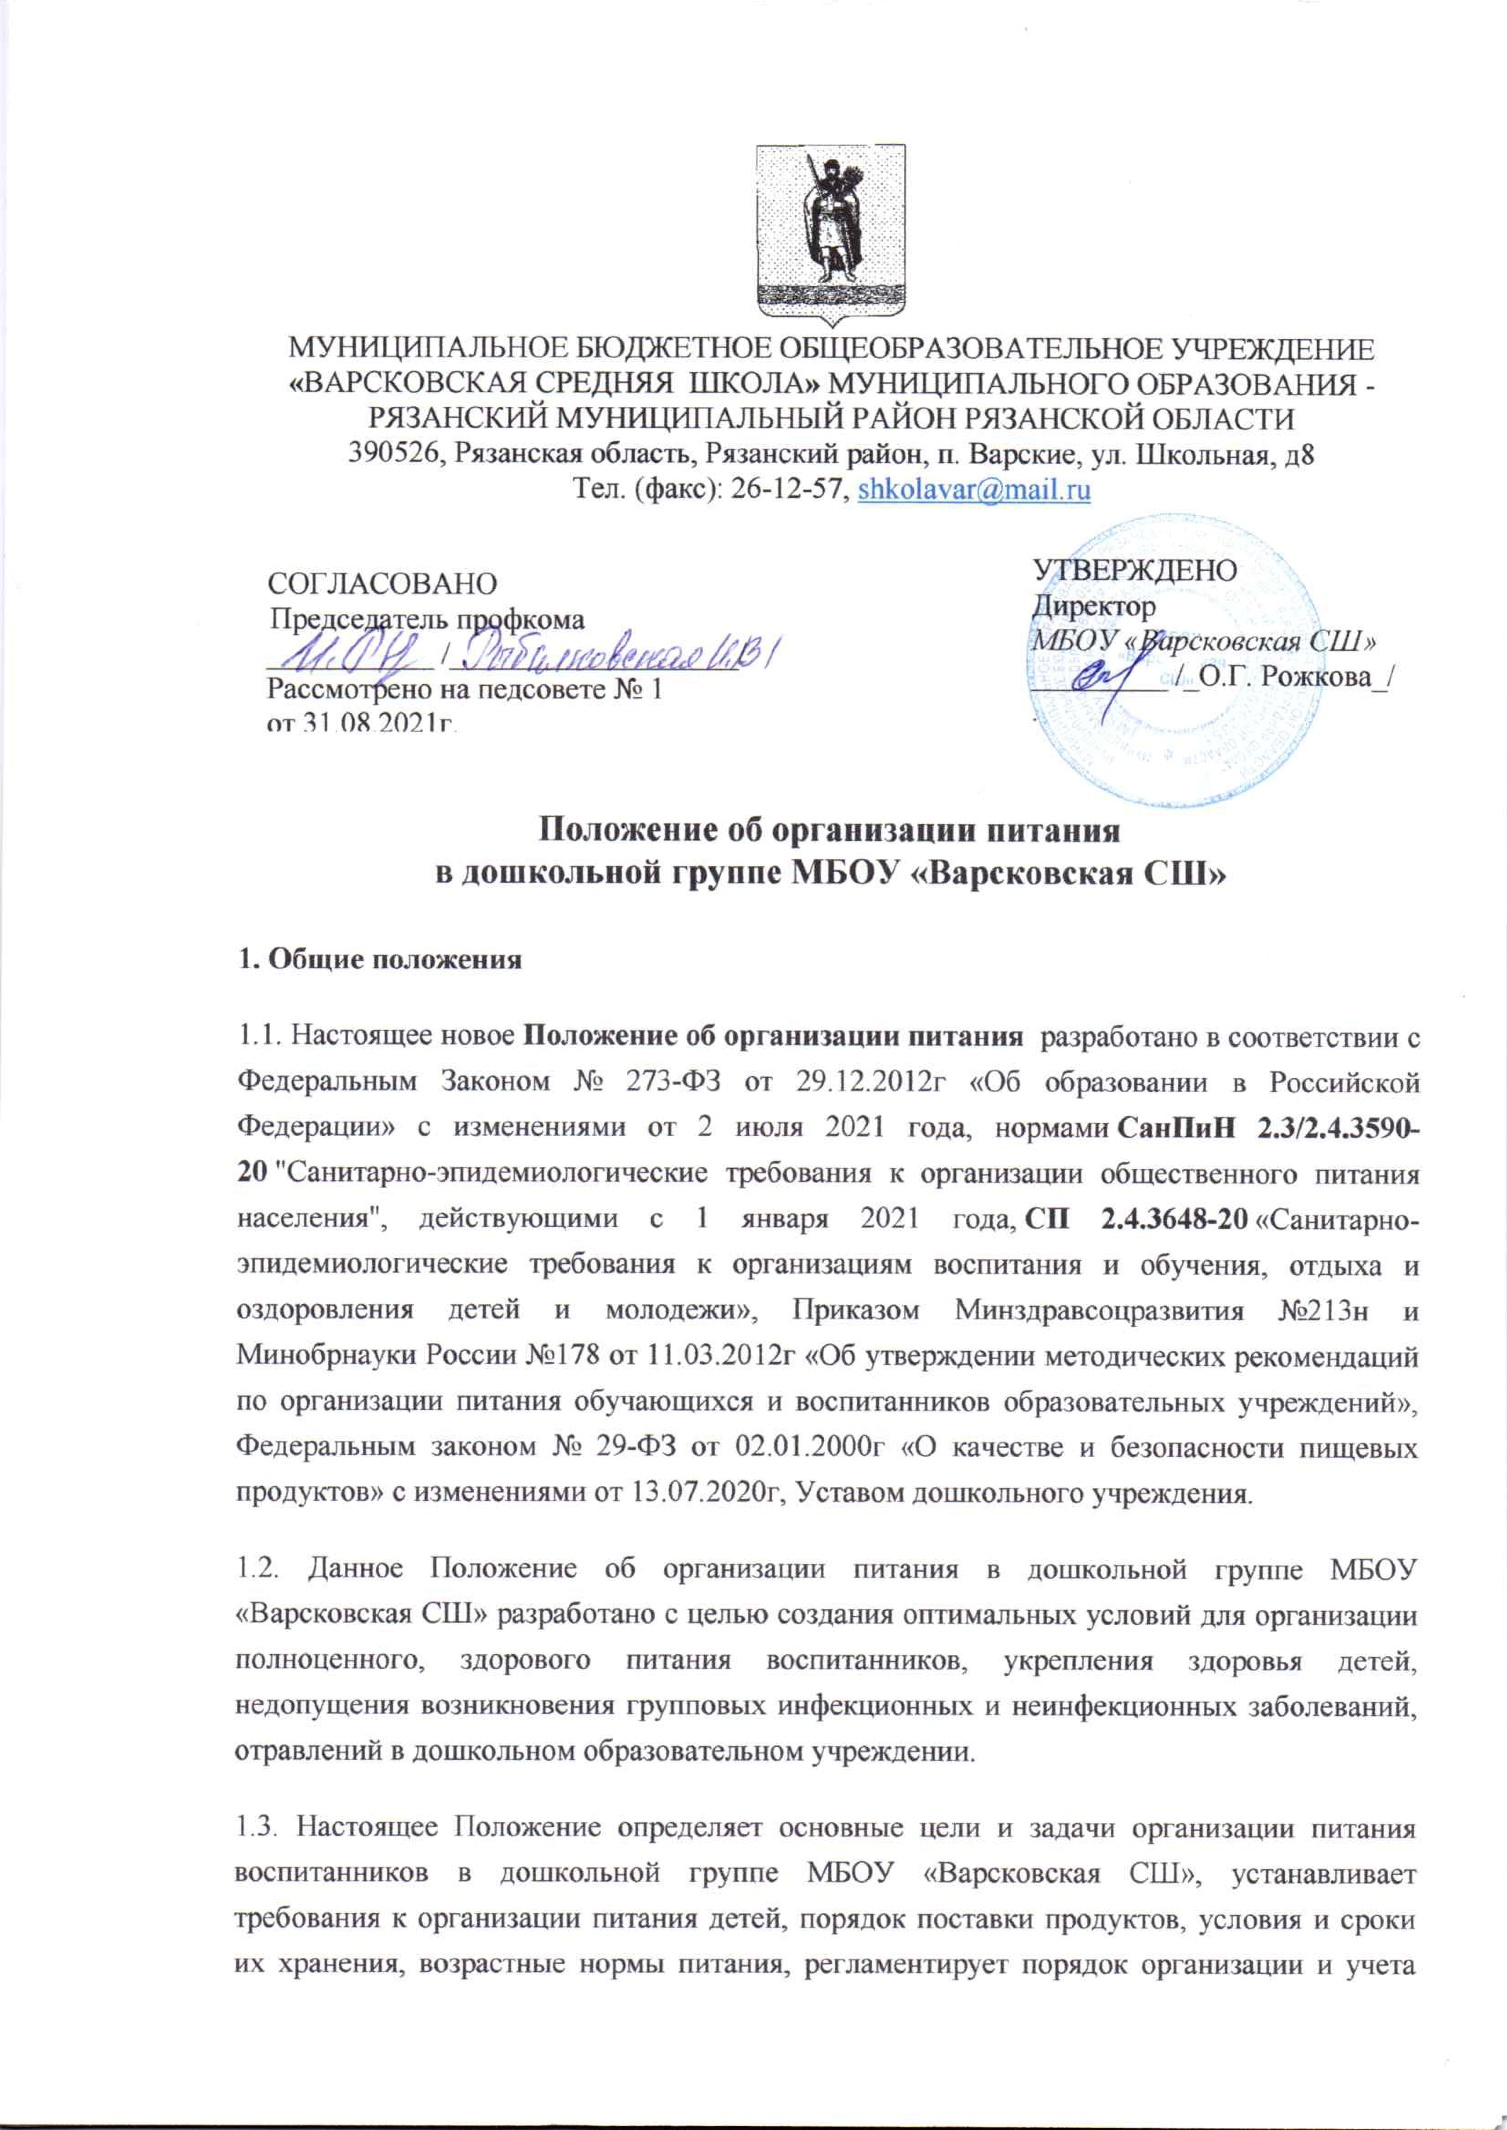 МУНИЦИПАЛЬНОЕ БЮДЖЕТНОЕ ОБЩЕОБРАЗОВАТЕЛЬНОЕ УЧРЕЖДЕНИЕ
«ВАРСКОВСКАЯ СРЕДНЯЯ ШКОЛА» МУНИЦИПАЛЬНОГО ОБРАЗОВАНИЯ -
РЯЗАНСКИЙ МУНИЦИПАЛЬНЫЙ РАЙОН РЯЗАНСКОЙ ОБЛАСТИ
390526, Рязанская область, Рязанский район, п. Варские, ул. Школьная, д8
Тел. (факс): 26-12-57, shkolavar@mail.ru
СОГЛАСОВАНО
Председатель профкома
Рассмотрено на педсовете № 1
от 31.08.2021г.
УТВЕРЖДЕНО
Директор
МБОУ «Варсковская СШ»
_________ /_О.Г. Рожкова_/
Положение об организации питания
в дошкольной группе МБОУ «Варсковская СШ»
1. Общие положения
1.1. Настоящее новое Положение об организации питания разработано в соответствии с
Федеральным Законом № 273-ФЗ от 29.12.2012г «Об образовании в Российской
Федерации» с изменениями от 2 июля 2021 года, нормами СанПиН 2.3/2.4.3590-
20 "Санитарно-эпидемиологические требования к организации общественного питания
населения", действующими с 1 января 2021 года, СП 2.4.3648-20 «Санитарно-
эпидемиологические требования к организациям воспитания и обучения, отдыха и
оздоровления детей и молодежи», Приказом Минздравсоцразвития №213н и
Минобрнауки России №178 от 11.03.2012г «Об утверждении методических рекомендаций
по организации питания обучающихся и воспитанников образовательных учреждений»,
Федеральным законом № 29-ФЗ от 02.01.2000г «О качестве и безопасности пищевых
продуктов» с изменениями от 13.07.2020г, Уставом дошкольного учреждения.
1.2. Данное Положение об организации питания в дошкольной группе МБОУ
«Варсковская СШ» разработано с целью создания оптимальных условий для организации
полноценного, здорового питания воспитанников, укрепления здоровья детей,
недопущения возникновения групповых инфекционных и неинфекционных заболеваний,
отравлений в дошкольном образовательном учреждении.
1.3. Настоящее Положение определяет основные цели и задачи организации питания
воспитанников в дошкольной группе МБОУ «Варсковская СШ», устанавливает
требования к организации питания детей, порядок поставки продуктов, условия и сроки
их хранения, возрастные нормы питания, регламентирует порядок организации и учета